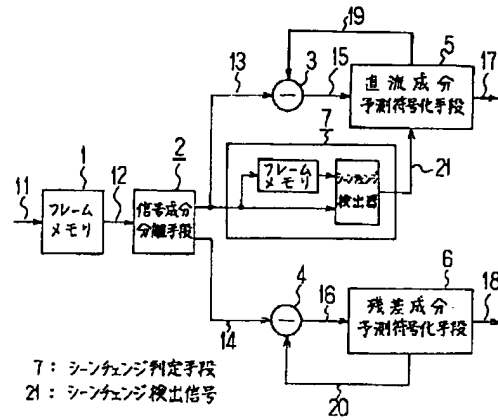 19
5
13
3
15
直流成分
予測符号化手段
17
7
21
1
2
フレーム
メモリ
シーンチェンジ
検出器
11
フレーム
メモリ
12
信号成分
分離手段
6
4
16
残差成分
予測符号化手段
18
14
20
7: シーンチェンジ判定手段
21: シーンチェンジ検出信号